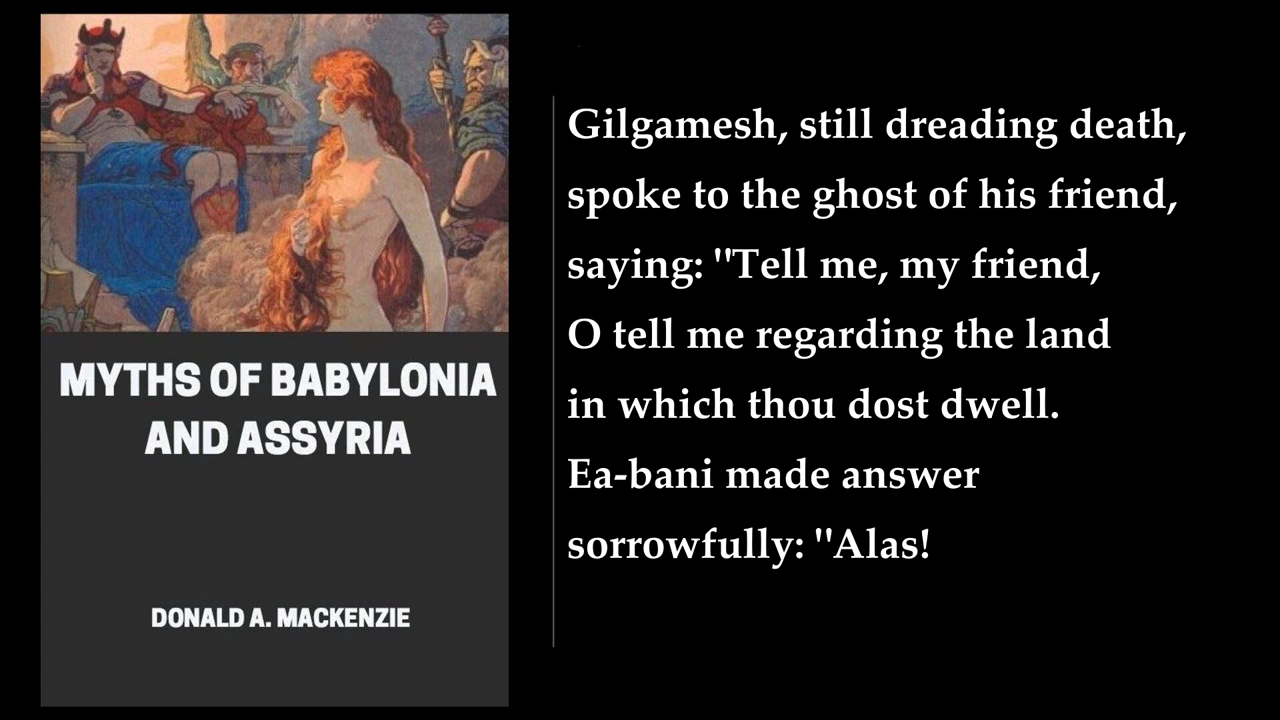 MYTHS OF BABYLONIA
AND ASSYRIA
DONALD A. MACKENZIE
Gilgamesh, still dreading death,
spoke to the ghost of his friend,
saying: "Tell me, my friend,
O tell me regarding the land
in which thou dost dwell.
Ea-bani made answer
sorrowfully: "Alas!